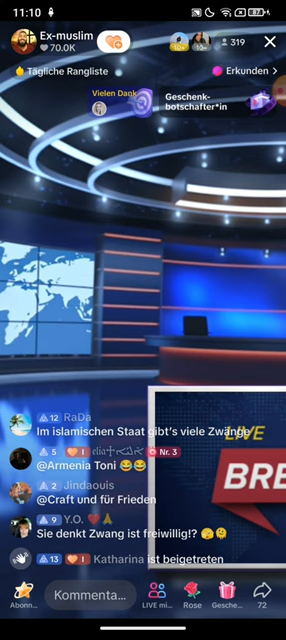 11:10
87
Ex-muslim
70.0K
10+
10+
319
Tägliche Rangliste
Erkunden >
Vielen Dank
Geschenk-
botschafter*in
12 RaDa
Im islamischen Staat gibt's viele Zwänge
LIVE
5 I Nr. 3
@Armenia Toni 😂😂
BRE
2 Jindaouis
@Craft und für Frieden
9 Y.O. ❤️🙏
Sie denkt Zwang ist freiwillig!? 🫣🫠
13 I Katharina ist beigetreten
Abonn...
Kommenta...
LIVE mi...
Rose
Gesche...
72